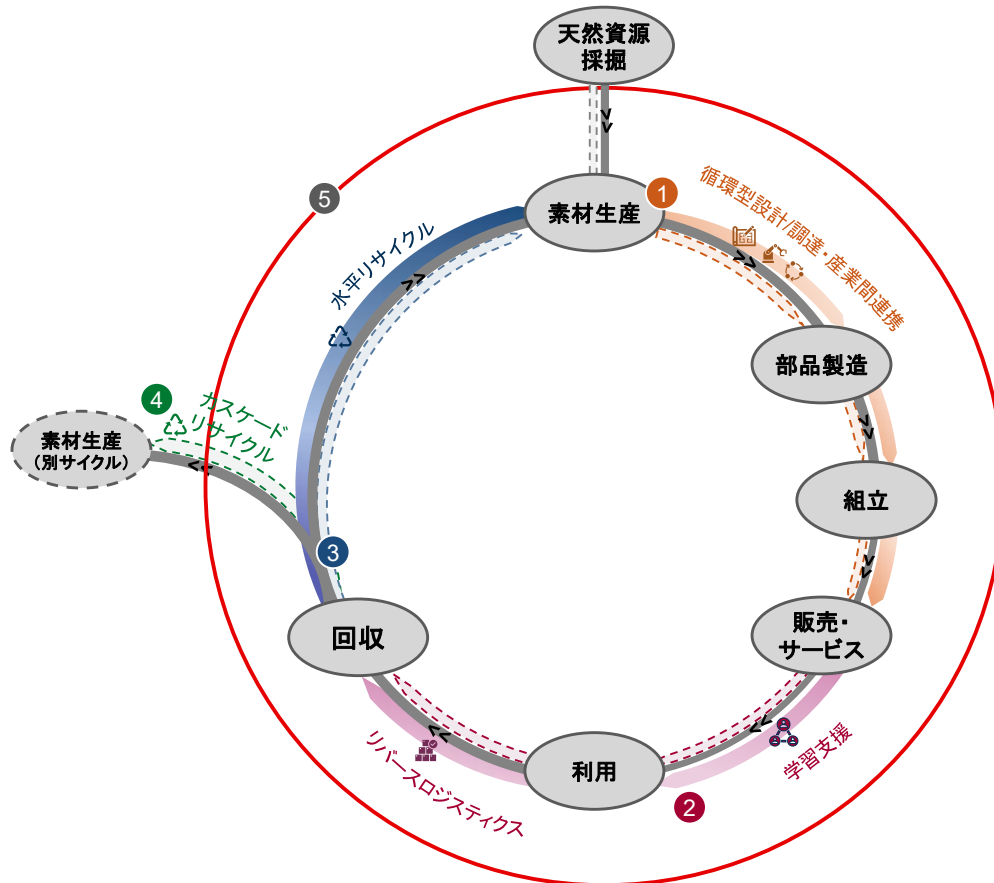 天然資源
採掘
5
素材生産
1
循環型設計/調達・産業間連携
水平リサイクル
部品製造
4
カスケード
リサイクル
素材生産
（別サイクル）
組立
3
回収
販売・
サービス
学習支援
利用
リバースロジスティクス
2